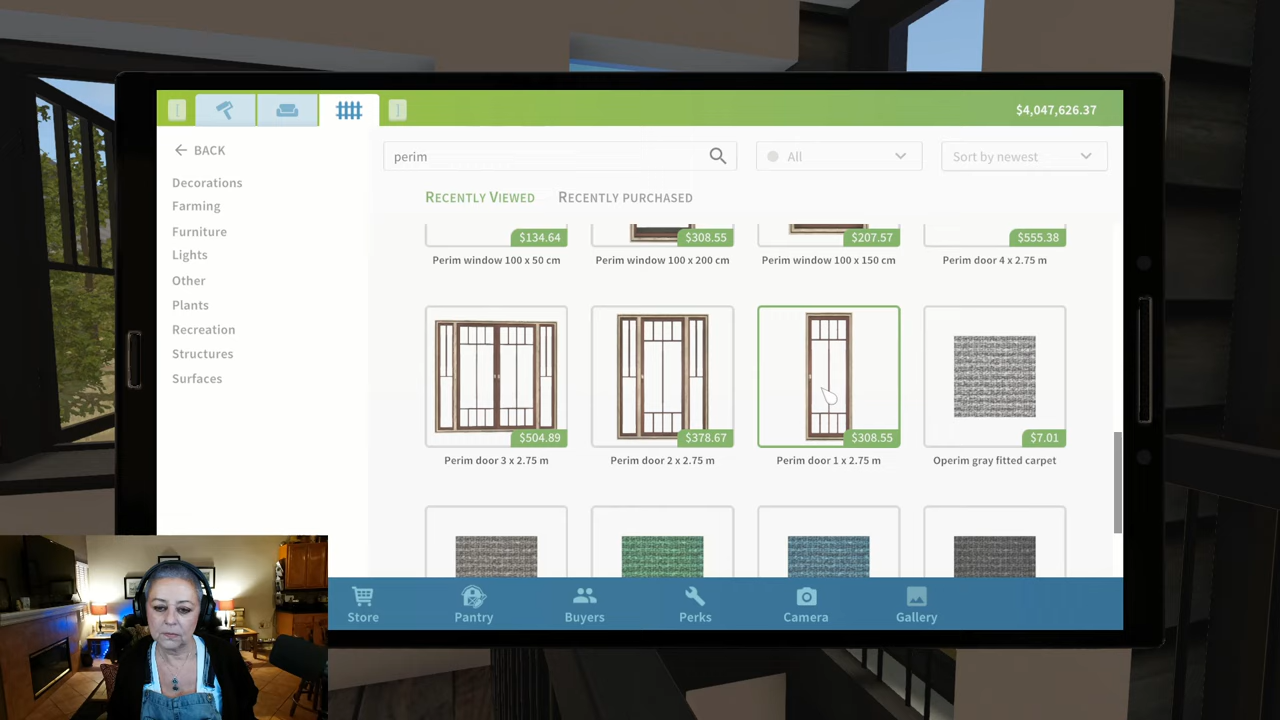 $4,047,626.37
BACK
perim
All
Sort by newest
RECENTLY VIEWED
RECENTLY PURCHASED
Decorations
Farming
Furniture
Lights
Other
Plants
Recreation
Structures
Surfaces
$134.64
$308.55
$207.57
$555.38
Perim window 100 x 50 cm
Perim window 100 x 200 cm
Perim window 100 x 150 cm
Perim door 4 x 2.75 m
$504.89
$378.67
$308.55
$7.01
Perim door 3 x 2.75 m
Perim door 2 x 2.75 m
Perim door 1 x 2.75 m
Operim gray fitted carpet
Store
Pantry
Buyers
Perks
Camera
Gallery